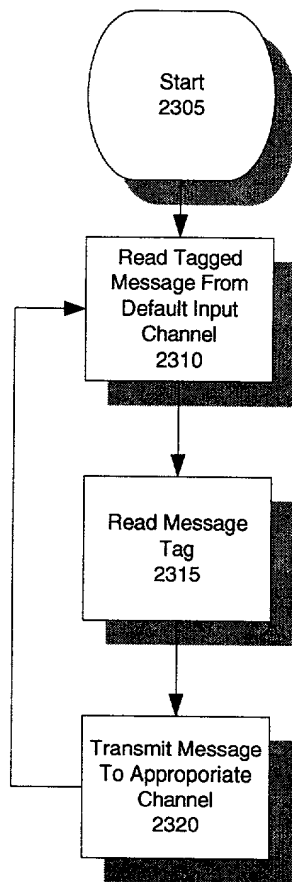 Start
2305
Read Tagged
Message From
Default Input
Channel
2310
Read Message
Tag
2315
Transmit Message
To Approporiate
Channel
2320